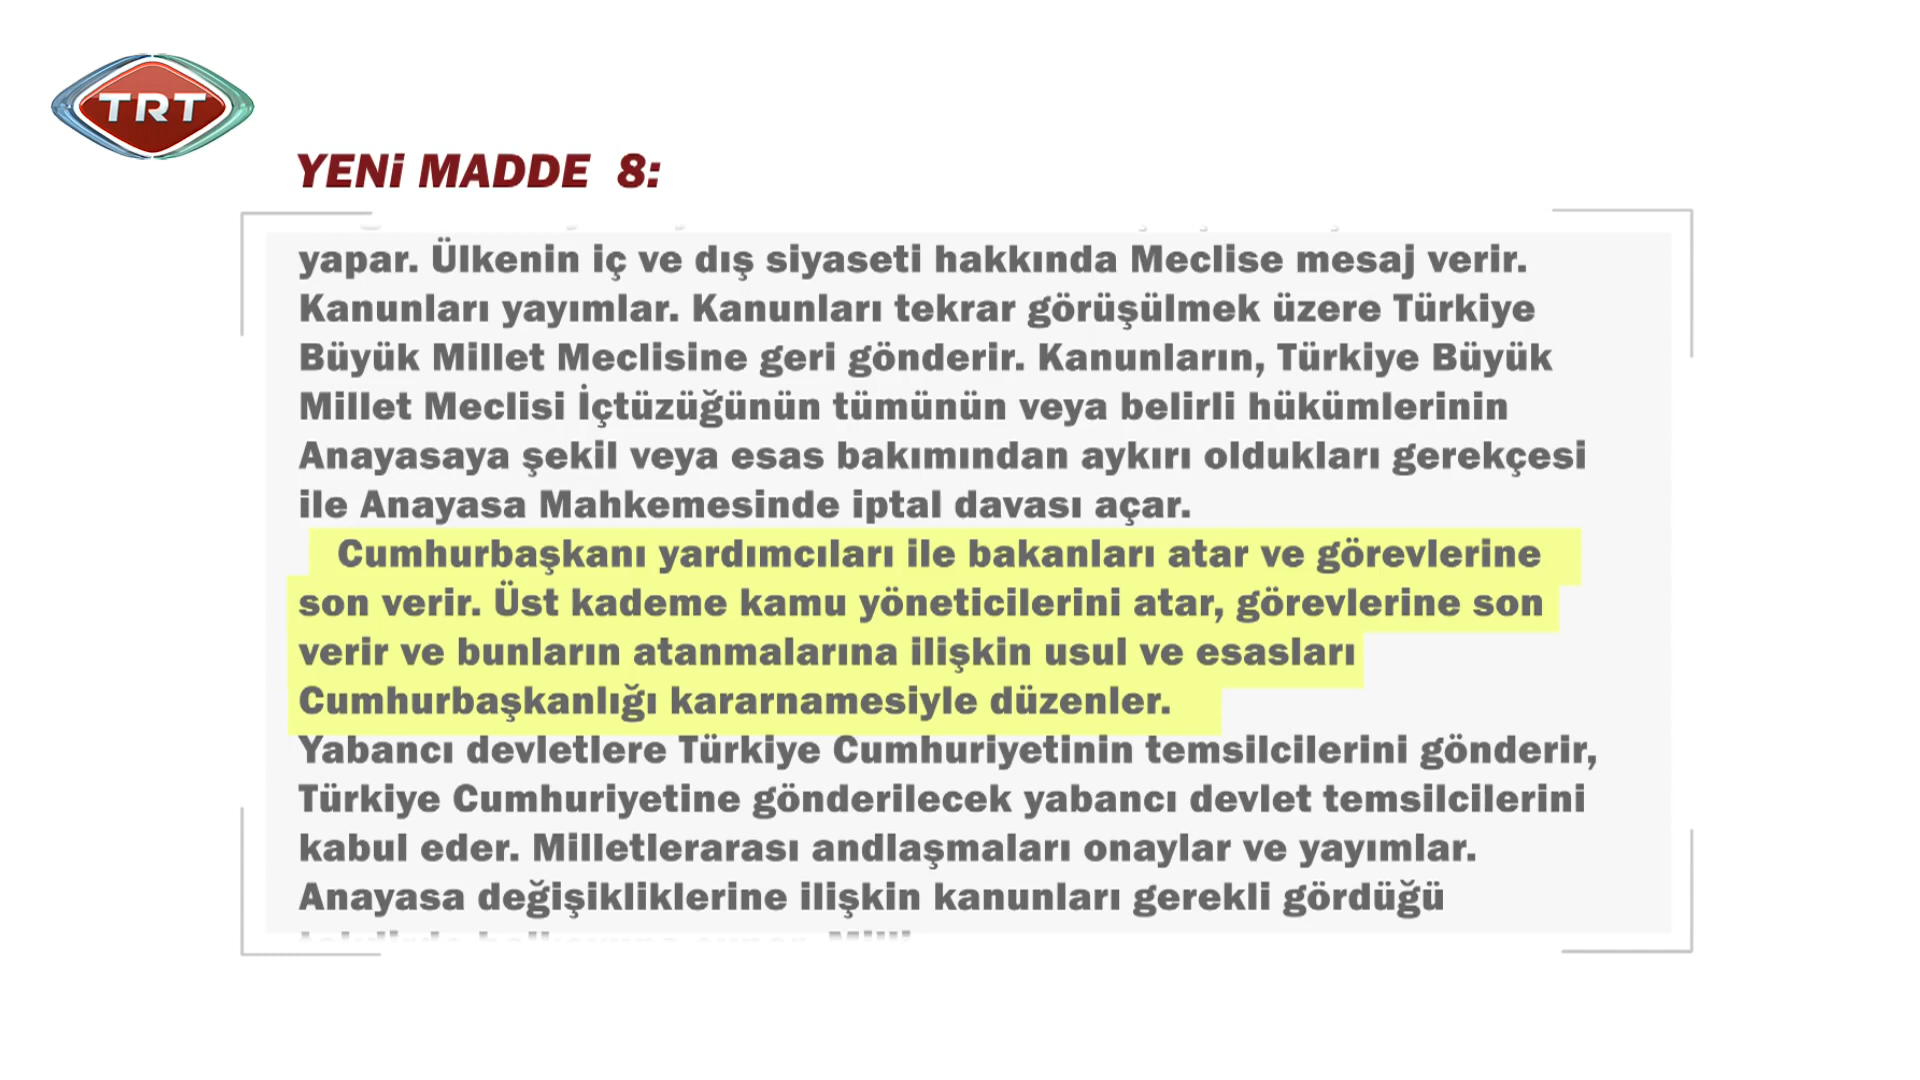 TRT
YENİ MADDE 8:
yapar. Ülkenin iç ve dış siyaseti hakkında Meclise mesaj verir.
Kanunları yayımlar. Kanunları tekrar görüşülmek üzere Türkiye
Büyük Millet Meclisine geri gönderir. Kanunların, Türkiye Büyük
Millet Meclisi İçtüzüğünün tümünün veya belirli hükümlerinin
Anayasaya şekil veya esas bakımından aykırı oldukları gerekçesi
ile Anayasa Mahkemesinde iptal davası açar.
Cumhurbaşkanı yardımcıları ile bakanları atar ve görevlerine
son verir. Üst kademe kamu yöneticilerini atar, görevlerine son
verir ve bunların atanmalarına ilişkin usul ve esasları
Cumhurbaşkanlığı kararnamesiyle düzenler.
Yabancı devletlere Türkiye Cumhuriyetinin temsilcilerini gönderir,
Türkiye Cumhuriyetine gönderilecek yabancı devlet temsilcilerini
kabul eder. Milletlerarası andlaşmaları onaylar ve yayımlar.
Anayasa değişikliklerine ilişkin kanunları gerekli gördüğü